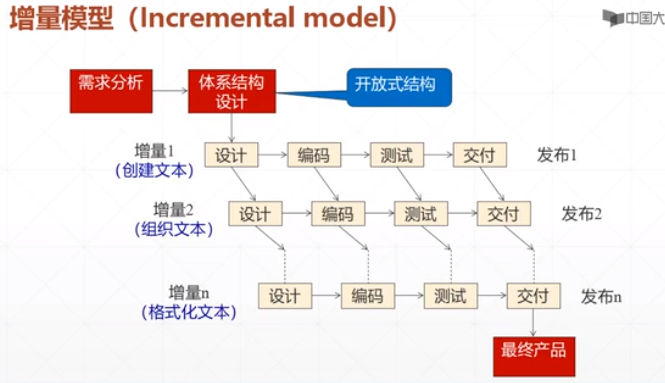 增量模型（Incremental model）
中国大
需求分析
体系结构
设计
开放式结构
增量1
（创建文本）
设计
编码
测试
交付
发布1
增量2
（组织文本）
设计
编码
测试
交付
发布2
增量n
（格式化文本）
设计
编码
测试
交付
发布n
最终产品